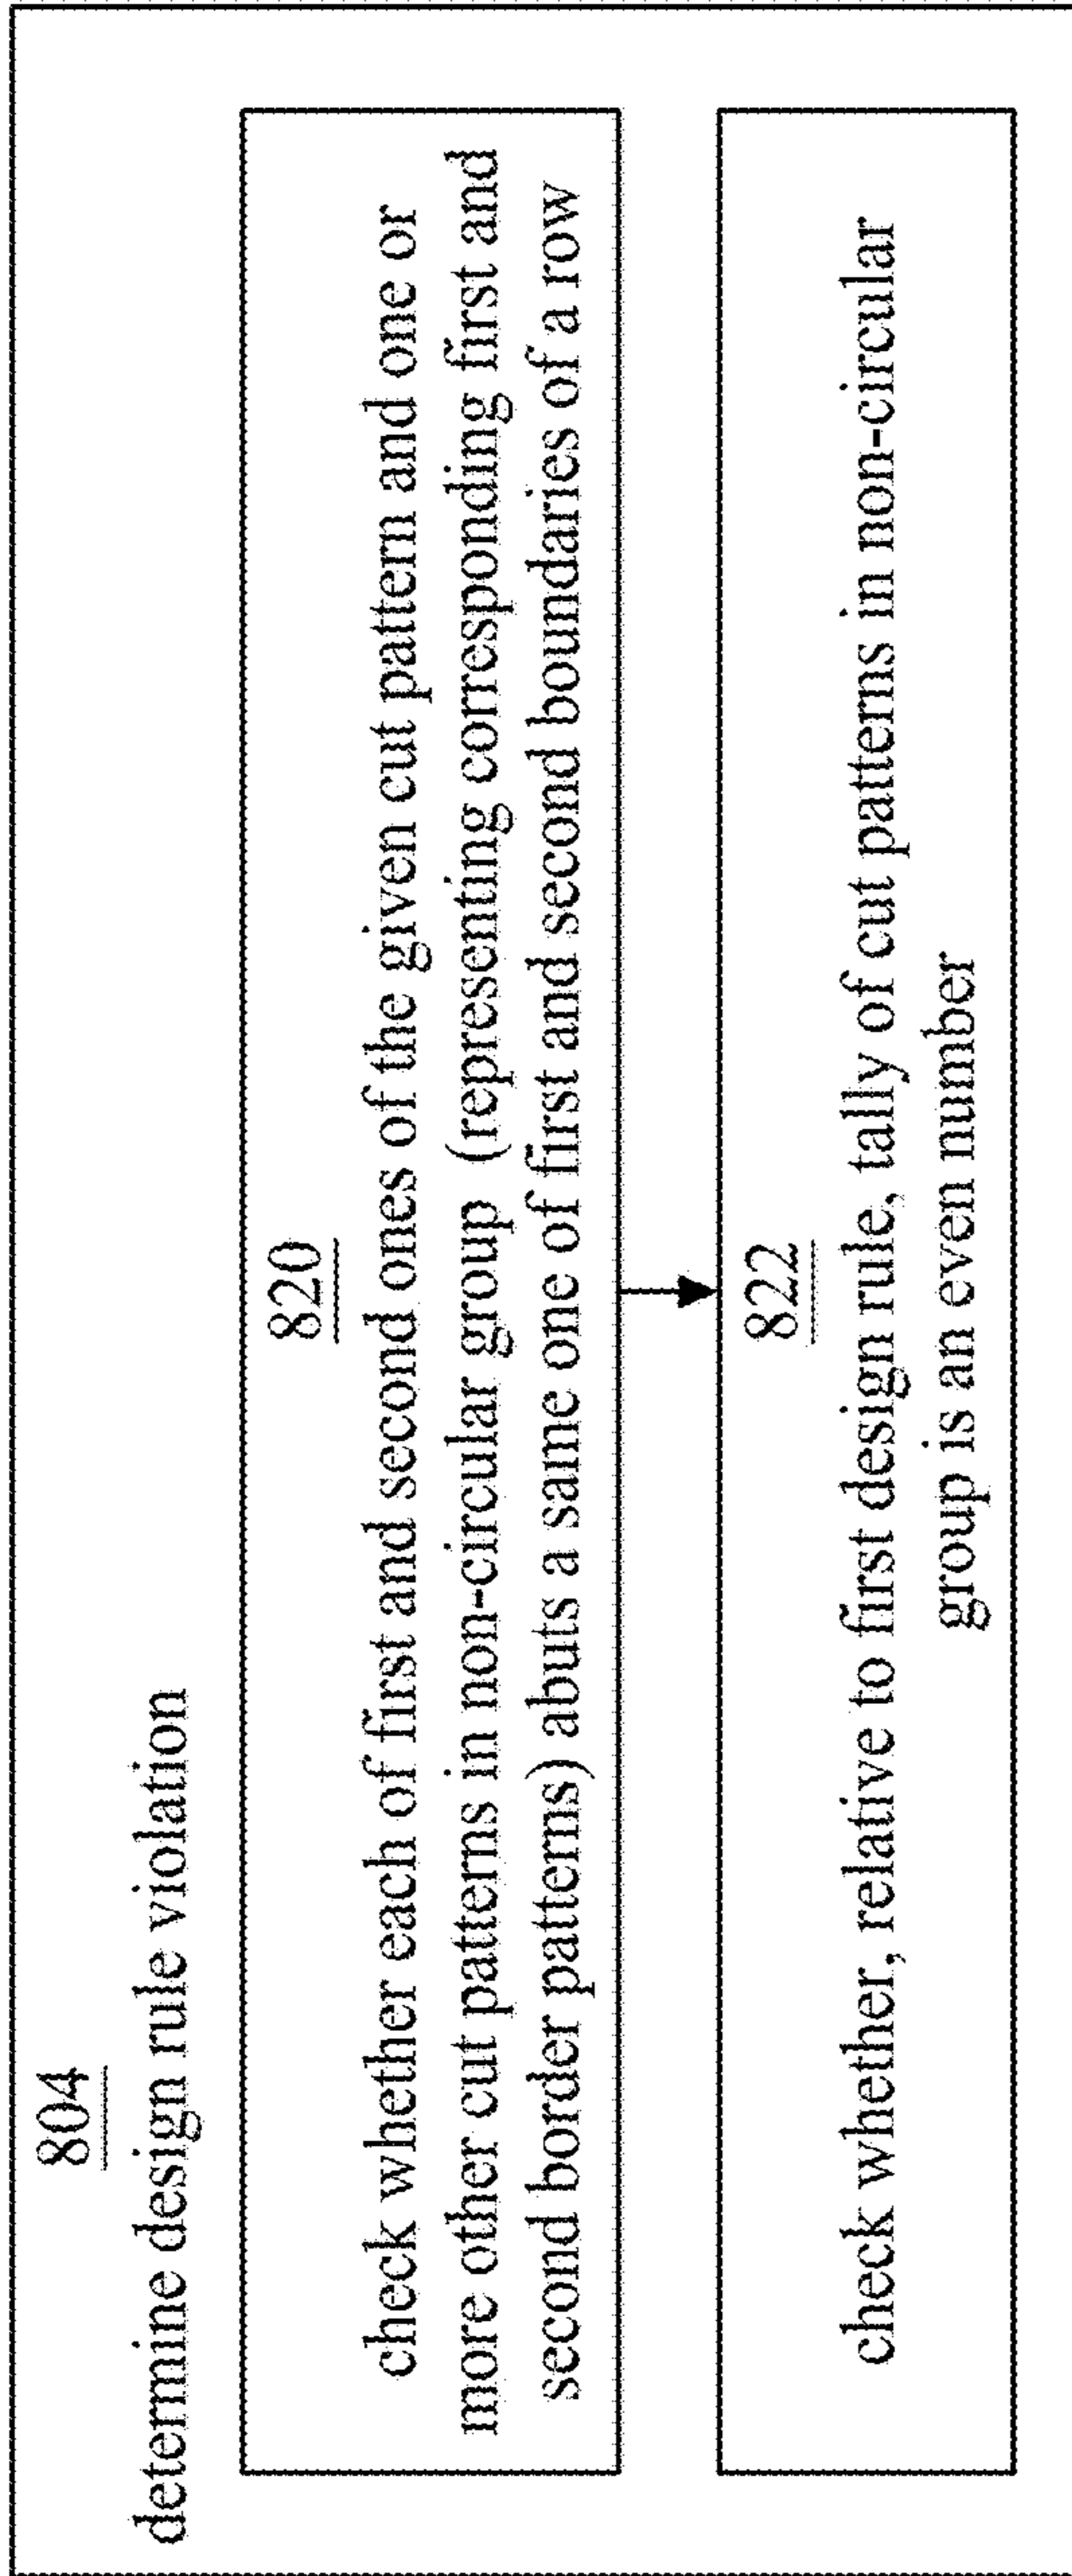 804
determine design rule violation
820
check whether each of first and second ones of the given cut pattern and one or
more other cut patterns in non-circular group (representing corresponding first and
second border patterns) abuts a same one of first and second boundaries of a row
822
check whether, relative to first design rule, tally of cut patterns in non-circular
group is an even number